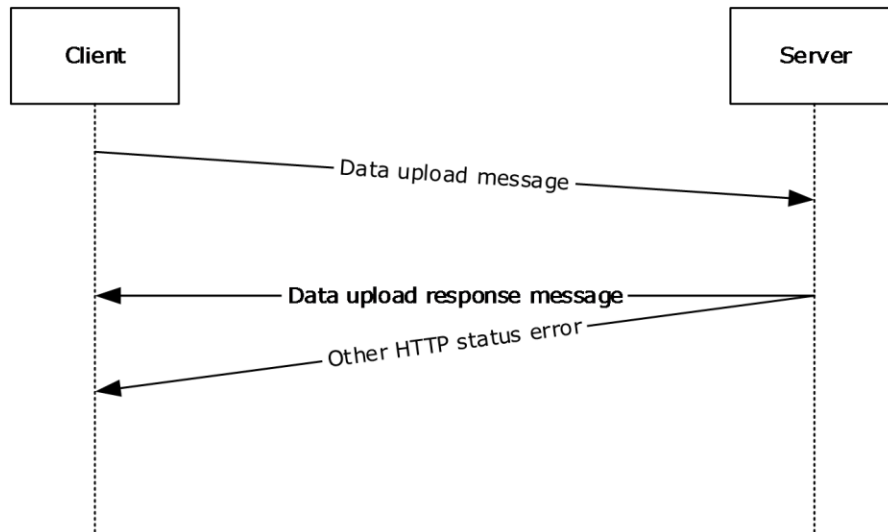 Client
Server
Data upload message
Data upload response message
Other HTTP status error